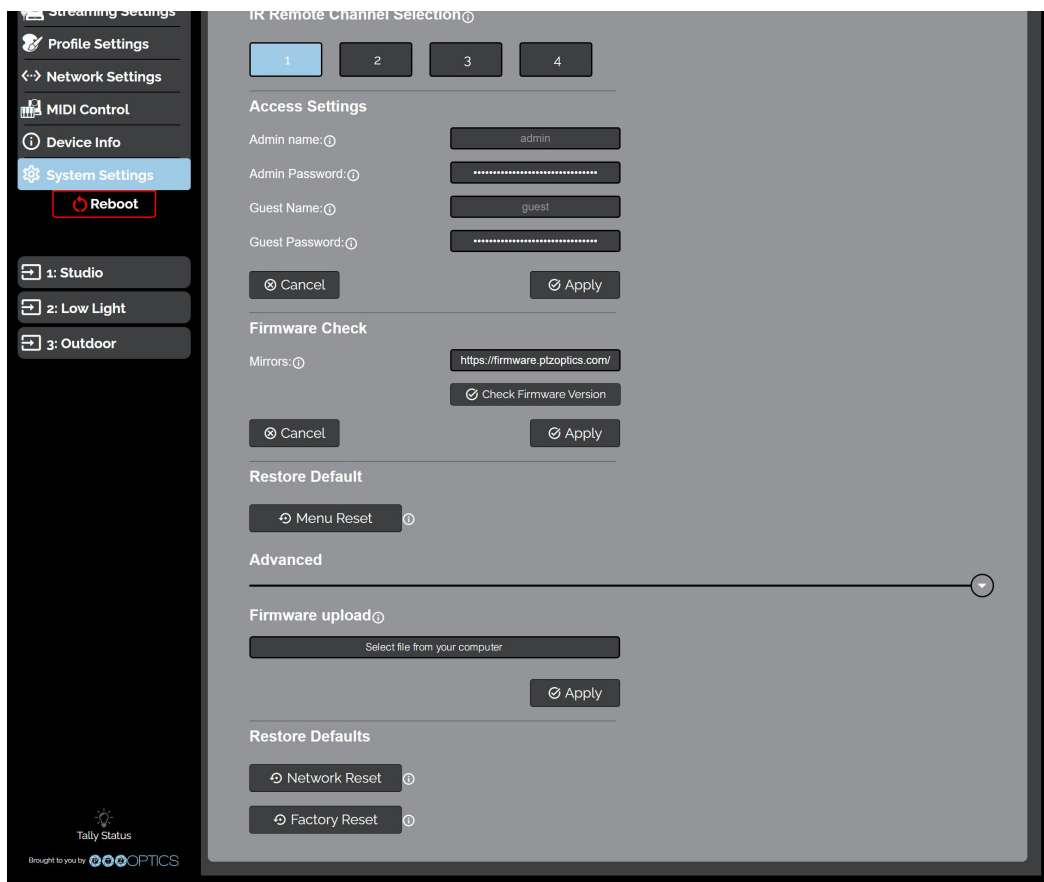 Streaming Settings
Profile Settings
Network Settings
MIDI Control
Device Info
System Settings
Reboot
1: Studio
2: Low Light
3: Outdoor
Tally Status
Brought to you by PTZOPTICS
IR Remote Channel Selection
1 2 3 4
Access Settings
Admin name: admin
Admin Password: ••••••••••••••••••••••••••••••••
Guest Name: guest
Guest Password: ••••••••••••••••••••••••••••••••
Cancel Apply
Firmware Check
Mirrors: https://firmware.ptzoptics.com/
Check Firmware Version
Cancel Apply
Restore Default
Menu Reset
Advanced
Firmware upload
Select file from your computer
Apply
Restore Defaults
Network Reset
Factory Reset